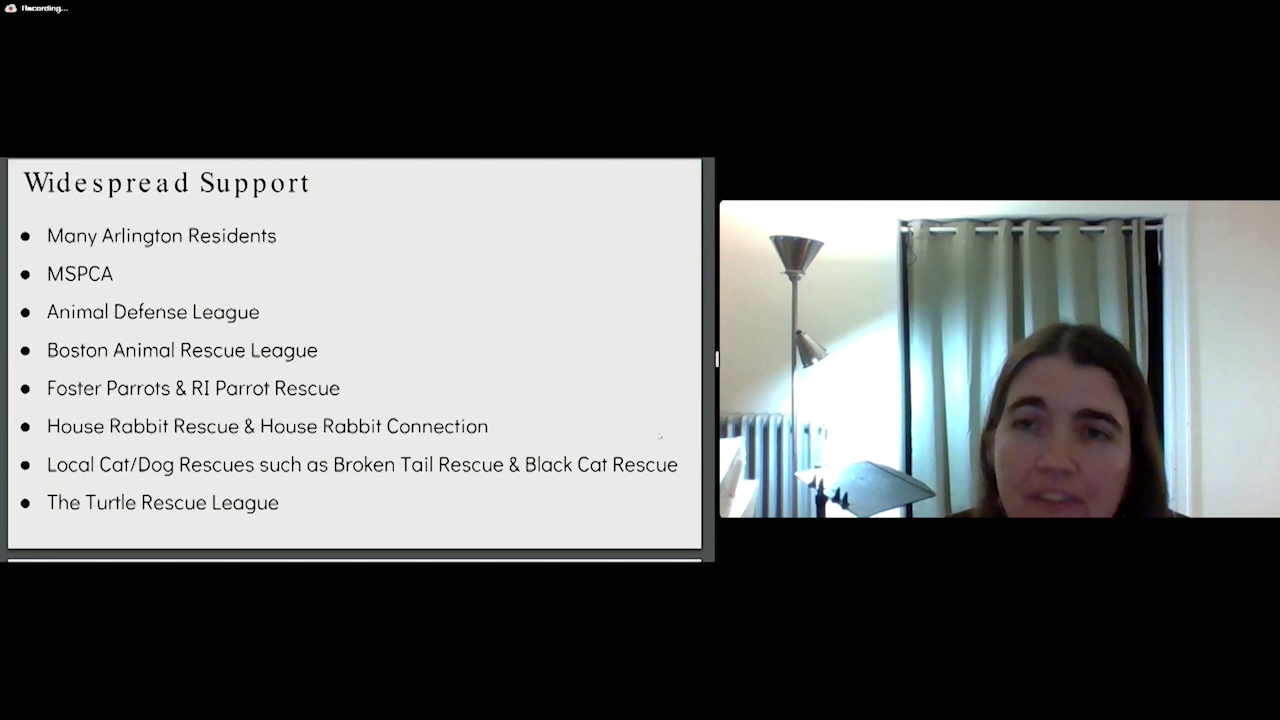 Recording...
Widespread Support
● Many Arlington Residents
● MSPCA
● Animal Defense League
● Boston Animal Rescue League
● Foster Parrots & RI Parrot Rescue
● House Rabbit Rescue & House Rabbit Connection
● Local Cat/Dog Rescues such as Broken Tail Rescue & Black Cat Rescue
● The Turtle Rescue League